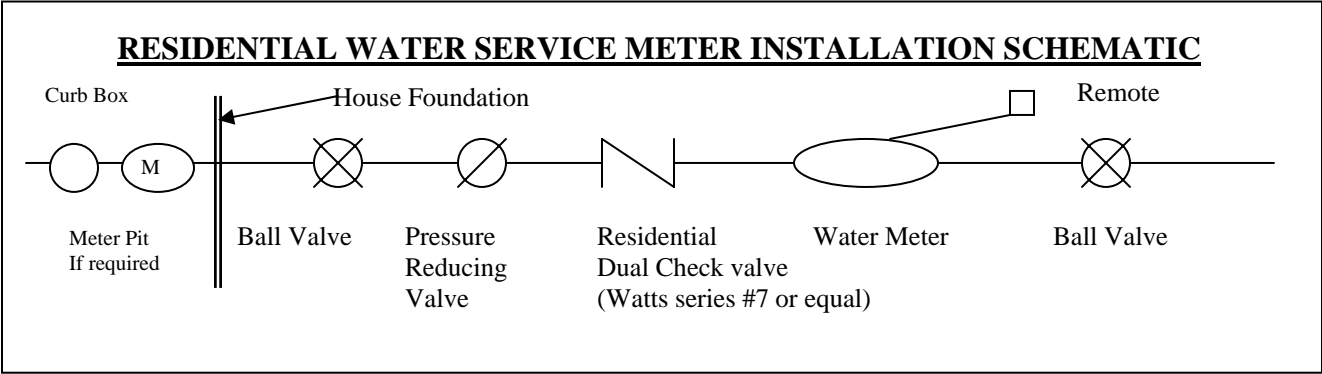 RESIDENTIAL WATER SERVICE METER INSTALLATION SCHEMATIC
Curb Box
House Foundation
Remote
M
Meter Pit
If required
Ball Valve
Pressure
Reducing
Valve
Residential
Dual Check valve
(Watts series #7 or equal)
Water Meter
Ball Valve